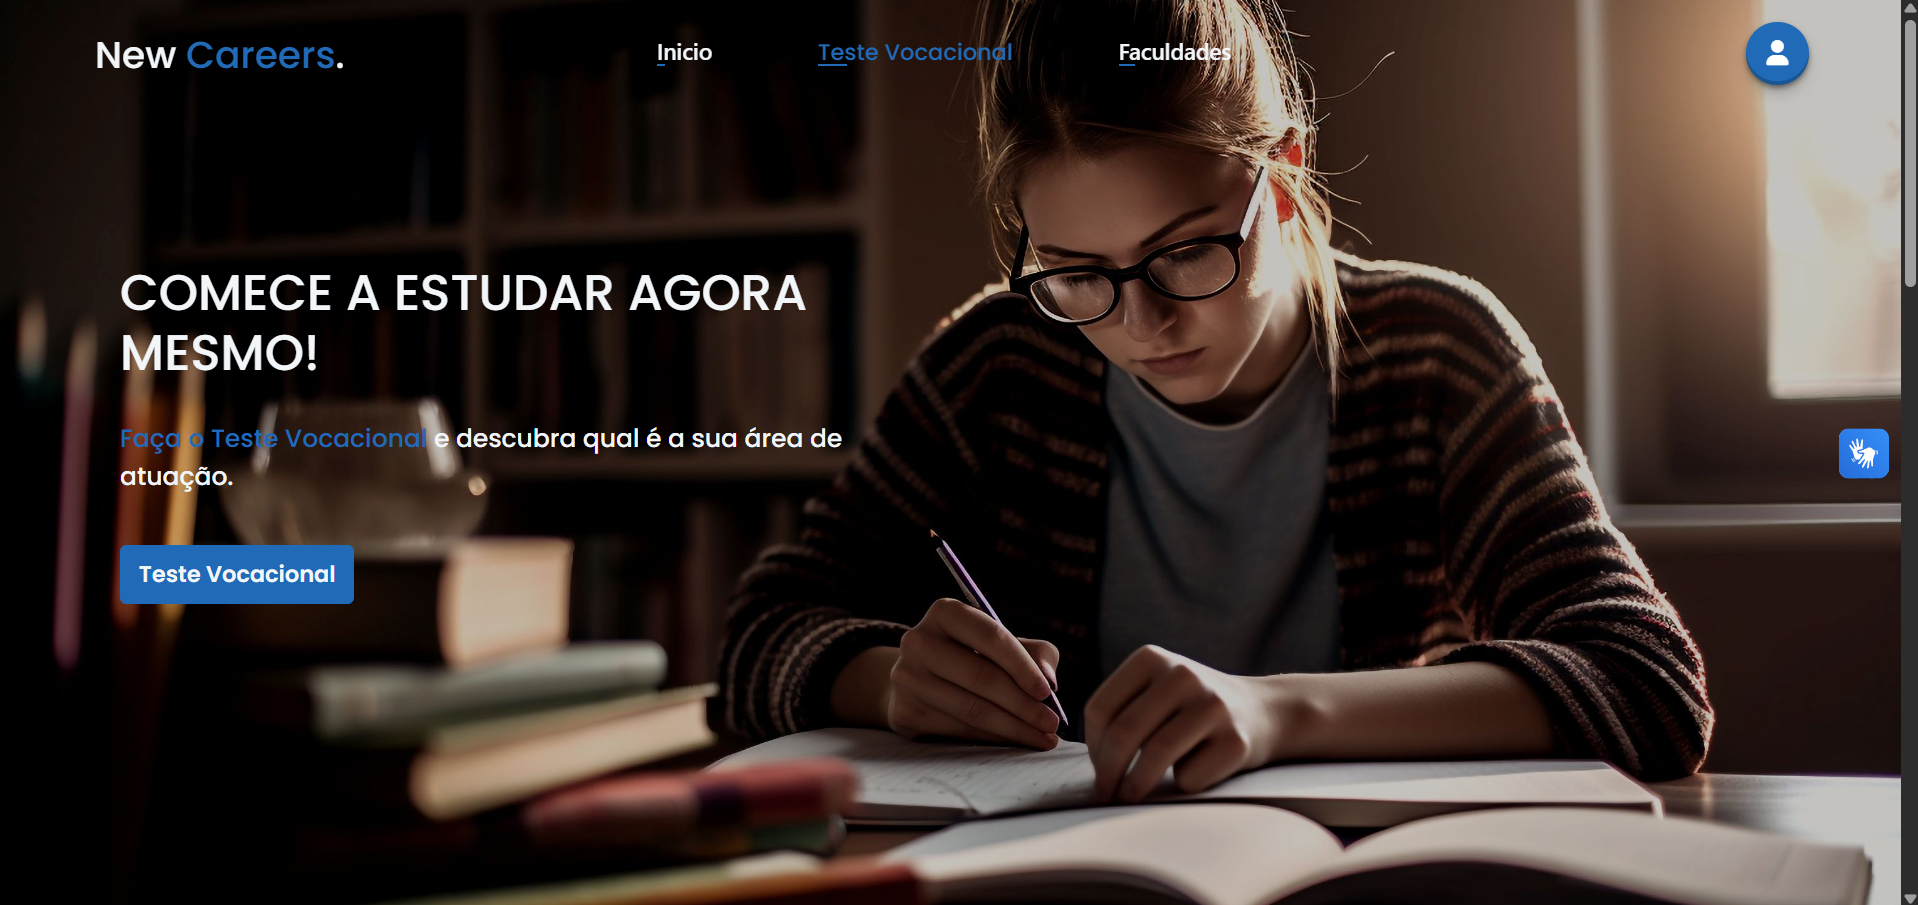 New Careers.
Inicio
Teste Vocacional
Faculdades
COMECE A ESTUDAR AGORA
MESMO!
Faça o Teste Vocacional e descubra qual é a sua área de
atuação.
Teste Vocacional